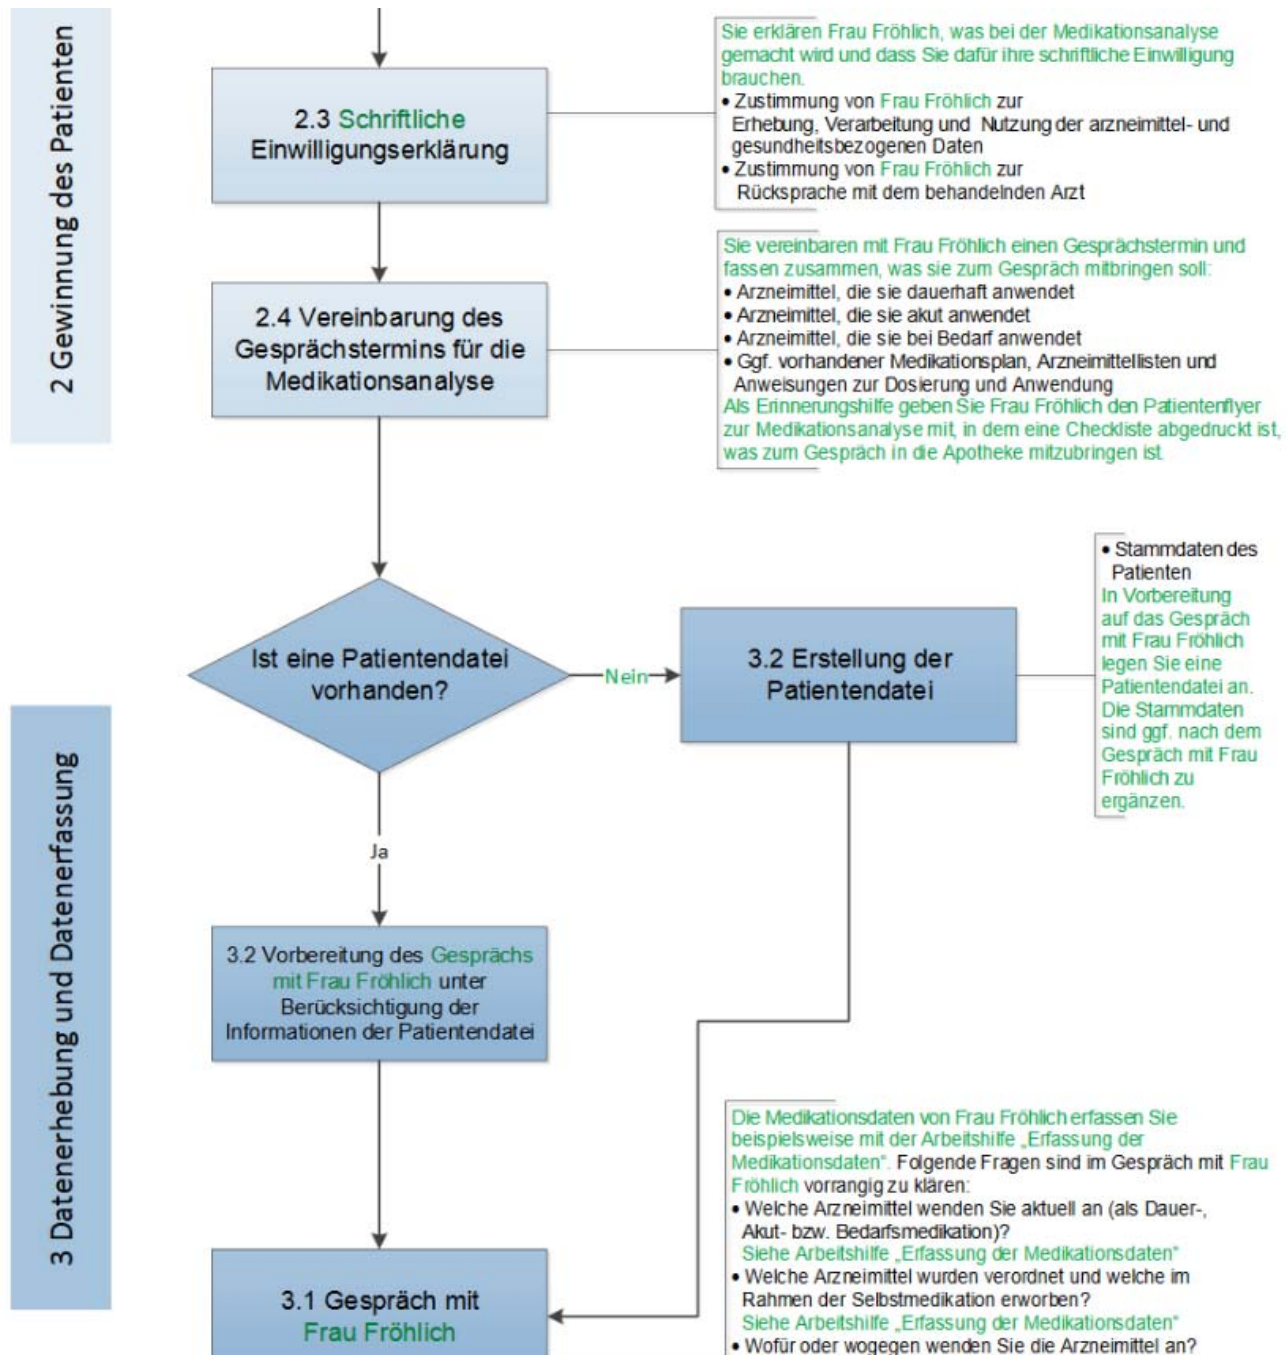 2 Gewinnung des Patienten
2.3 Schriftliche
Einwilligungserklärung
Sie erklären Frau Fröhlich, was bei der Medikationsanalyse
gemacht wird und dass Sie dafür ihre schriftliche Einwilligung
brauchen.
• Zustimmung von Frau Fröhlich zur
Erhebung, Verarbeitung und Nutzung der arzneimittel- und
gesundheitsbezogenen Daten
• Zustimmung von Frau Fröhlich zur
Rücksprache mit dem behandelnden Arzt
2.4 Vereinbarung des
Gesprächstermins für die
Medikationsanalyse
Sie vereinbaren mit Frau Fröhlich einen Gesprächstermin und
fassen zusammen, was sie zum Gespräch mitbringen soll:
• Arzneimittel, die sie dauerhaft anwendet
• Arzneimittel, die sie akut anwendet
• Arzneimittel, die sie bei Bedarf anwendet
• Ggf. vorhandener Medikationsplan, Arzneimittellisten und
Anweisungen zur Dosierung und Anwendung
Als Erinnerungshilfe geben Sie Frau Fröhlich den Patientenflyer
zur Medikationsanalyse mit, in dem eine Checkliste abgedruckt ist,
was zum Gespräch in die Apotheke mitzubringen ist.
3 Datenerhebung und Datenerfassung
Ist eine Patientendatei
vorhanden?
Nein
3.2 Erstellung der
Patientendatei
• Stammdaten des
Patienten
In Vorbereitung
auf das Gespräch
mit Frau Fröhlich
legen Sie eine
Patientendatei an.
Die Stammdaten
sind ggf. nach dem
Gespräch mit Frau
Fröhlich zu
ergänzen.
Ja
3.2 Vorbereitung des Gesprächs
mit Frau Fröhlich unter
Berücksichtigung der
Informationen der Patientendatei
3.1 Gespräch mit
Frau Fröhlich
Die Medikationsdaten von Frau Fröhlich erfassen Sie
beispielsweise mit der Arbeitshilfe „Erfassung der
Medikationsdaten“. Folgende Fragen sind im Gespräch mit Frau
Fröhlich vorrangig zu klären:
• Welche Arzneimittel wenden Sie aktuell an (als Dauer-,
Akut- bzw. Bedarfsmedikation)?
Siehe Arbeitshilfe „Erfassung der Medikationsdaten“
• Welche Arzneimittel wurden verordnet und welche im
Rahmen der Selbstmedikation erworben?
Siehe Arbeitshilfe „Erfassung der Medikationsdaten“
• Wofür oder wogegen wenden Sie die Arzneimittel an?